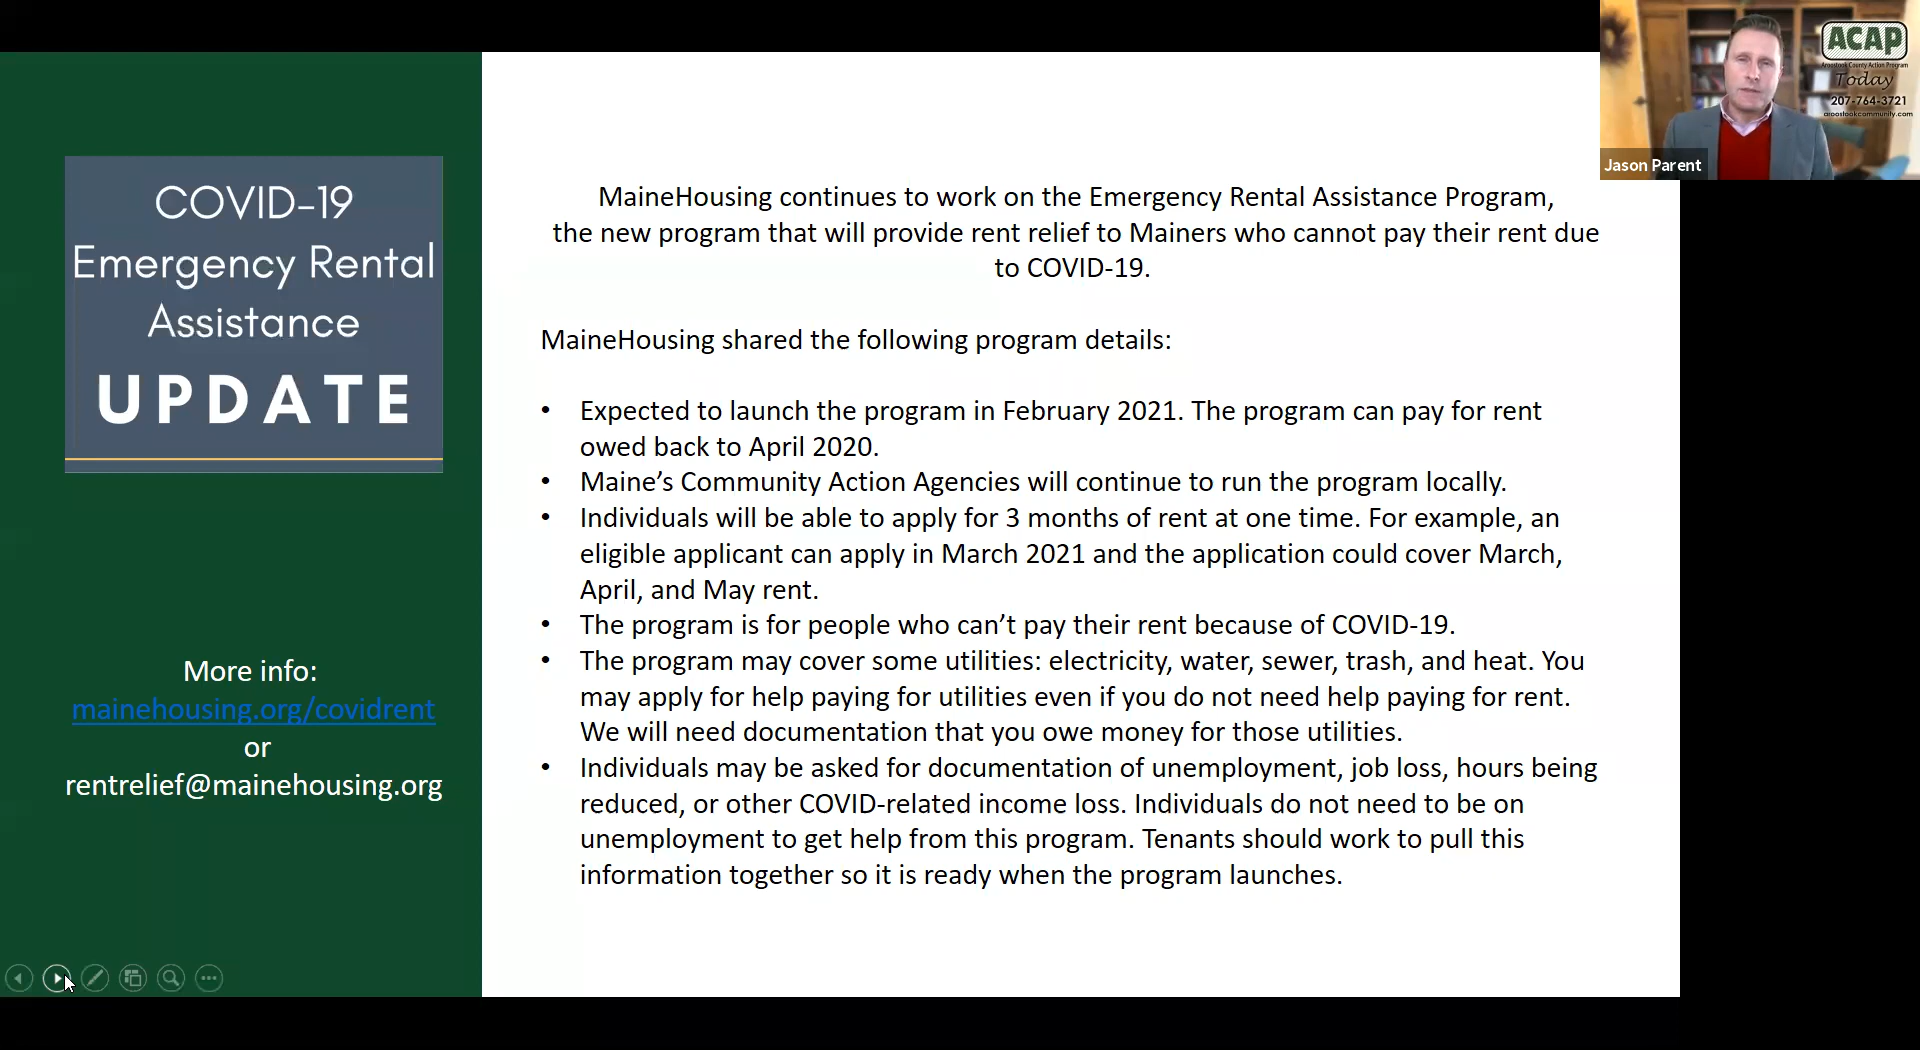 COVID-19
Emergency Rental
Assistance
UPDATE
More info:
mainehousing.org/covidrent
or
rentrelief@mainehousing.org
MaineHousing continues to work on the Emergency Rental Assistance Program,
the new program that will provide rent relief to Mainers who cannot pay their rent due
to COVID-19.
MaineHousing shared the following program details:
• Expected to launch the program in February 2021. The program can pay for rent
owed back to April 2020.
• Maine’s Community Action Agencies will continue to run the program locally.
• Individuals will be able to apply for 3 months of rent at one time. For example, an
eligible applicant can apply in March 2021 and the application could cover March,
April, and May rent.
• The program is for people who can’t pay their rent because of COVID-19.
• The program may cover some utilities: electricity, water, sewer, trash, and heat. You
may apply for help paying for utilities even if you do not need help paying for rent.
We will need documentation that you owe money for those utilities.
• Individuals may be asked for documentation of unemployment, job loss, hours being
reduced, or other COVID-related income loss. Individuals do not need to be on
unemployment to get help from this program. Tenants should work to pull this
information together so it is ready when the program launches.
ACAP
Aroostook County Action Program
Today
207-764-3721
aroostookcommunity.com
Jason Parent